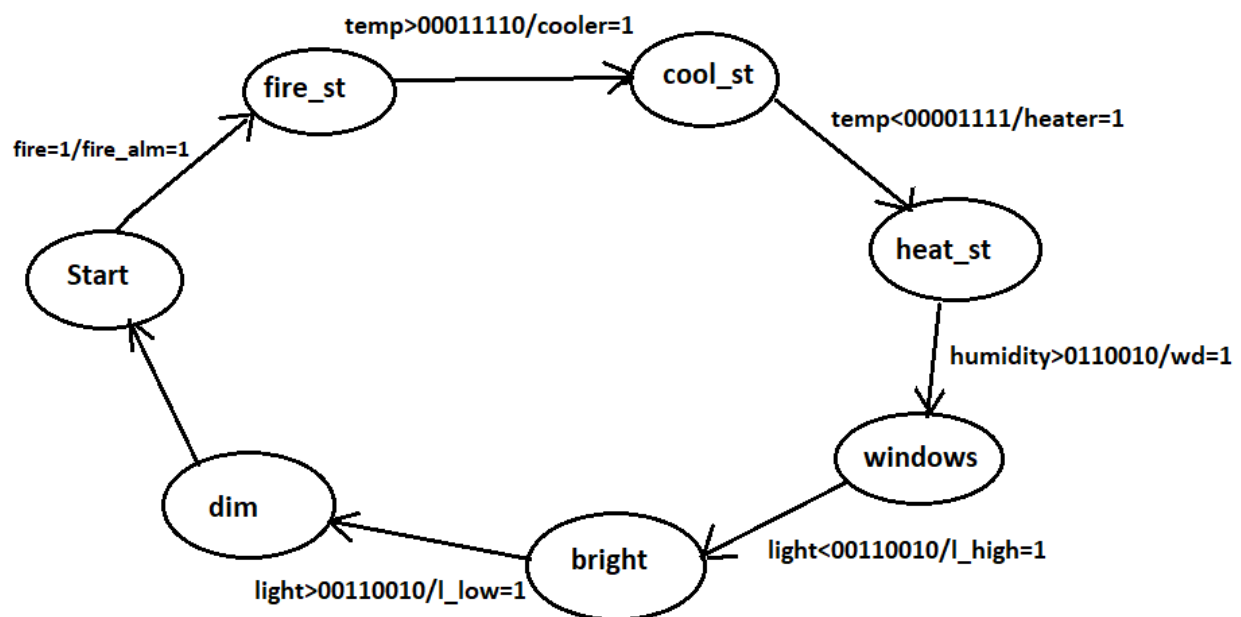 temp>00011110/cooler=1
fire_st
cool_st
temp<00001111/heater=1
fire=1/fire_alm=1
Start
heat_st
humidity>0110010/wd=1
windows
dim
bright
light<00110010/l_high=1
light>00110010/l_low=1